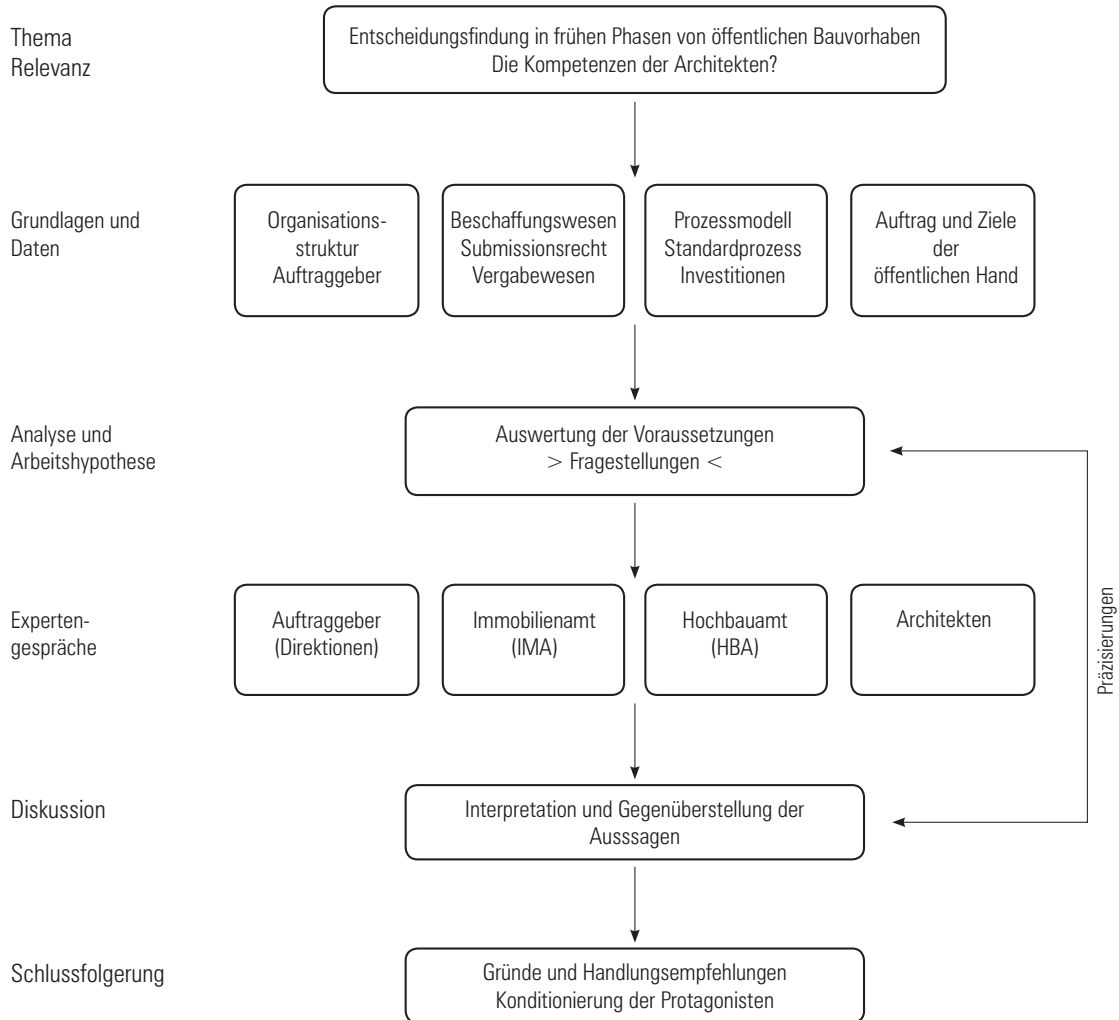 Thema
Relevanz
Entscheidungsfindung in frühen Phasen von öffentlichen Bauvorhaben
Die Kompetenzen der Architekten?
Grundlagen und
Daten
Organisations-
struktur
Auftraggeber
Beschaffungswesen
Submissionsrecht
Vergabewesen
Prozessmodell
Standardprozess
Investitionen
Auftrag und Ziele
der
öffentlichen Hand
Analyse und
Arbeitshypothese
Auswertung der Voraussetzungen
> Fragestellungen <
Experten-
gespräche
Auftraggeber
(Direktionen)
Immobilienamt
(IMA)
Hochbauamt
(HBA)
Architekten
Präzisierungen
Diskussion
Interpretation und Gegenüberstellung der
Ausssagen
Schlussfolgerung
Gründe und Handlungsempfehlungen
Konditionierung der Protagonisten